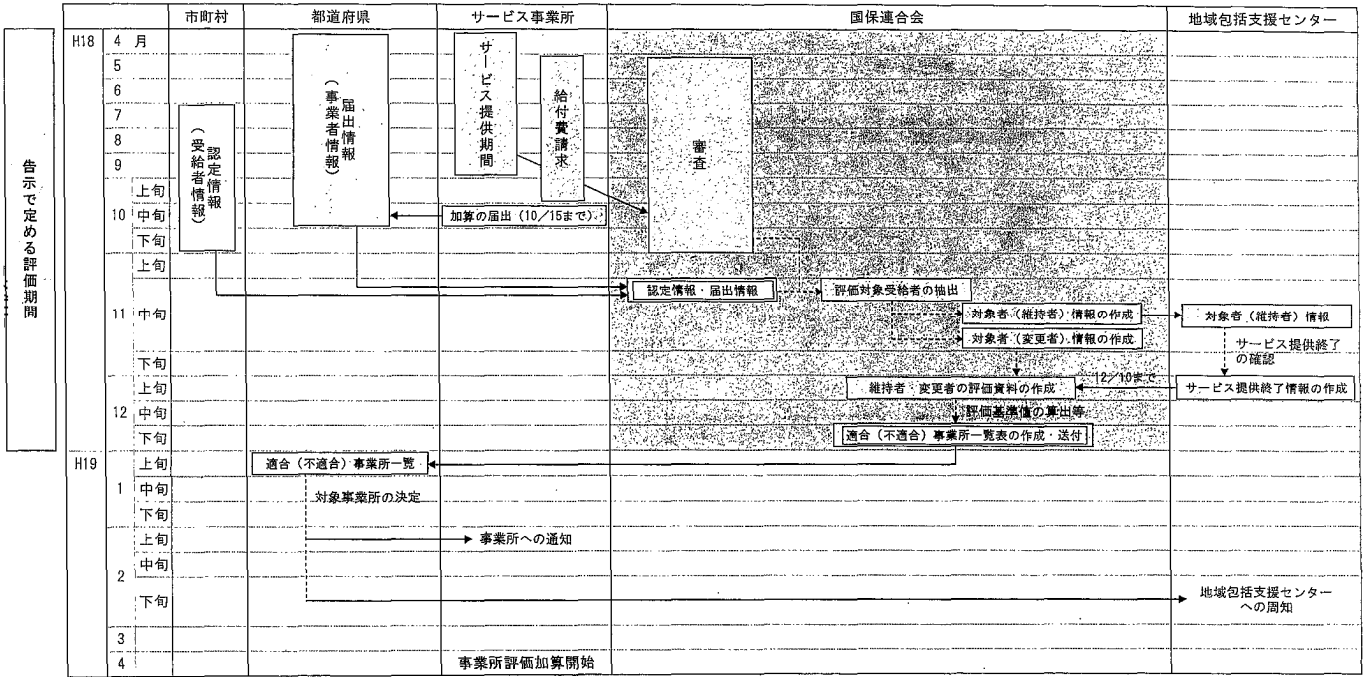 市町村
都道府県
サービス事業所
国保連合会
地域包括支援センター
告示で定める評価期間
H18
4 月
5
6
7
8
9
10
上旬
中旬
下旬
11
上旬
中旬
下旬
12
上旬
中旬
下旬
H19
1
上旬
中旬
下旬
2
上旬
中旬
下旬
3
4
認定情報
(受給者情報)
届出情報
(事業者情報)
サービス提供期間
給付費請求
審査
加算の届出(10/15まで)
認定情報・届出情報
評価対象受給者の抽出
対象者(維持者)情報の作成
対象者(維持者)情報
対象者(変更者)情報の作成
サービス提供終了
の確認
維持者・変更者の評価資料の作成
12/10まで
サービス提供終了情報の作成
評価基準値の算出等
適合(不適合)事業所一覧表の作成・送付
適合(不適合)事業所一覧
対象事業所の決定
事業所への通知
地域包括支援センター
への周知
事業所評価加算開始